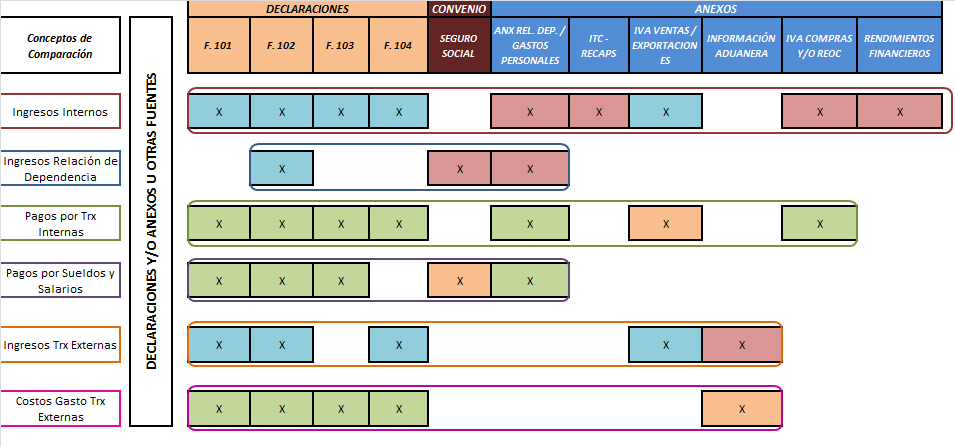 DECLARACIONES CONVENIO ANEXOS
Conceptos de
Comparación
F. 101 F. 102 F. 103 F. 104
SEGURO
SOCIAL
ANX REL. DEP. /
GASTOS
PERSONALES
ITC -
RECAPS
IVA VENTAS /
EXPORTACION
ES
INFORMACIÓN
ADUANERA
IVA COMPRAS
Y/O REOC
RENDIMIENTOS
FINANCIEROS
DECLARACIONES Y/O ANEXOS U OTRAS FUENTES
Ingresos Internos X X X X X X X X X
Ingresos Relación de
Dependencia
X X X
Pagos por Trx
Internas
X X X X X X X
Pagos por Sueldos y
Salarios
X X X X X
Ingresos Trx Externas X X X X X
Costos Gasto Trx
Externas
X X X X X